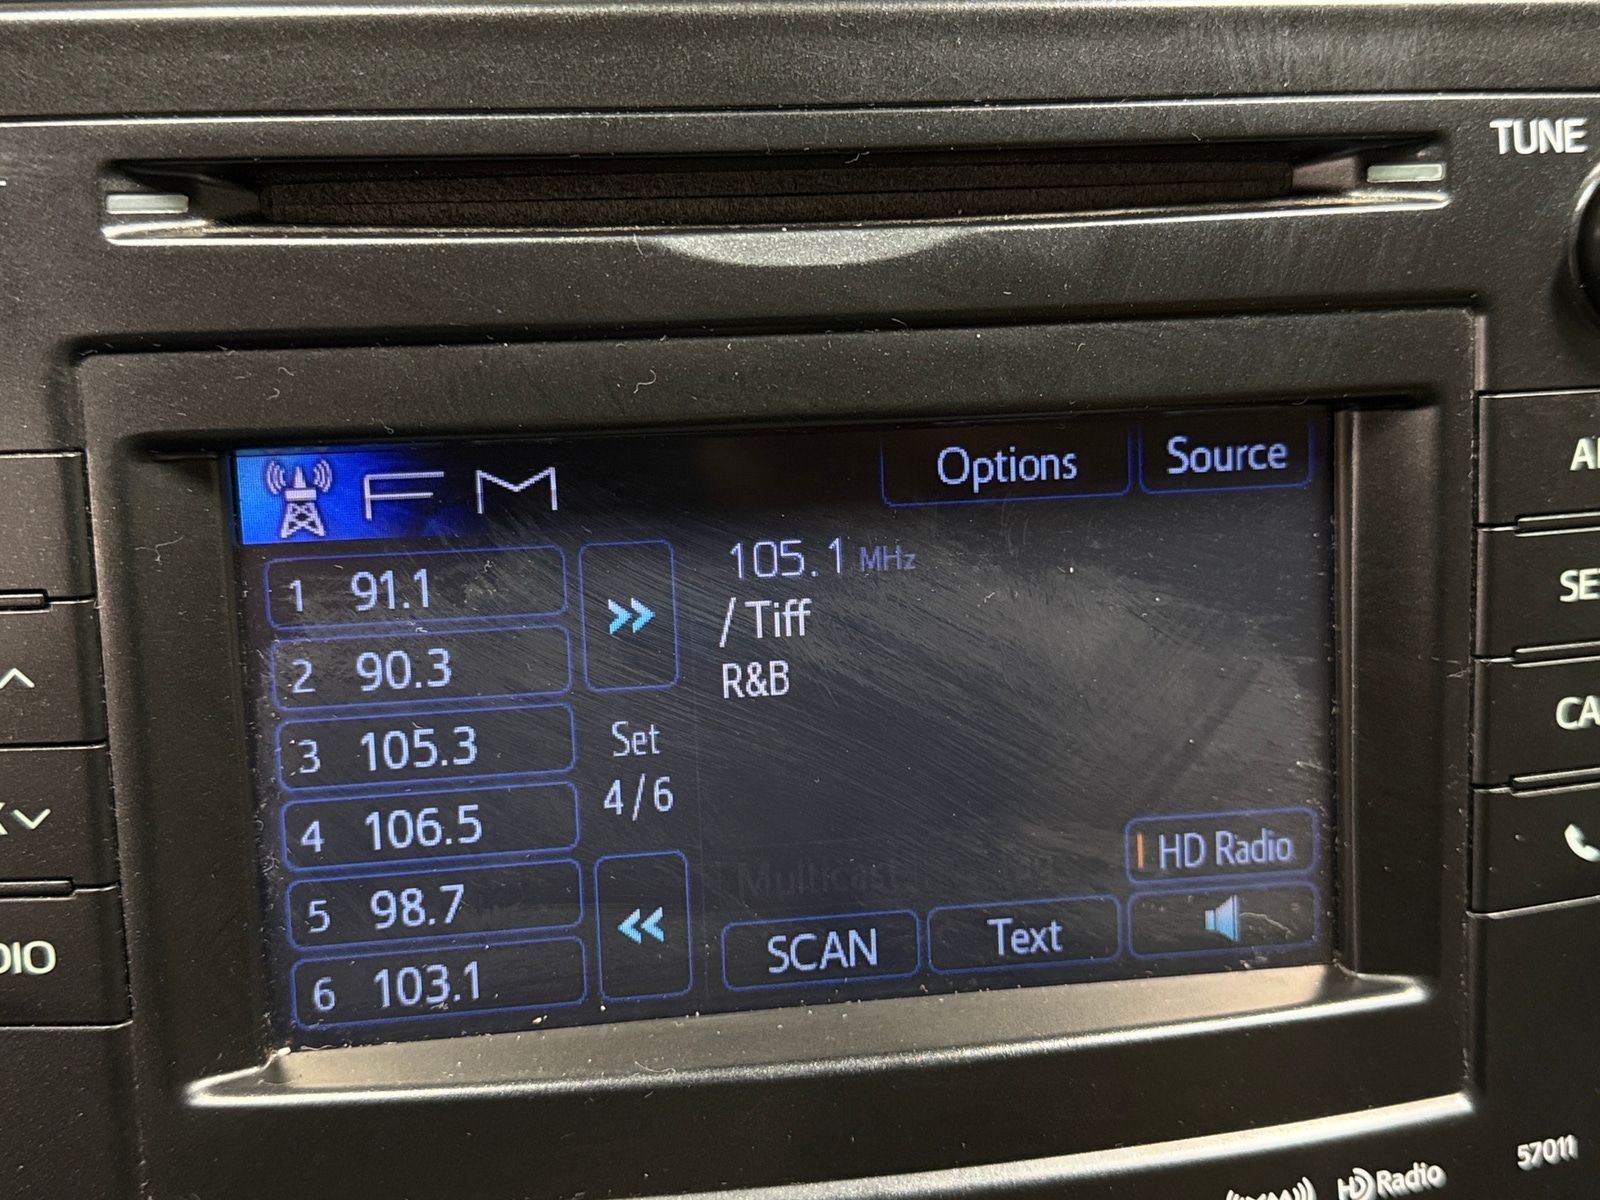 TUNE
FM
Options
Source
1 91.1
2 90.3
3 105.3
4 106.5
5 98.7
6 103.1
Set
4/6
105.1 MHz
/ Tiff
R&B
HD Radio
SCAN
Text
57011
HD Radio